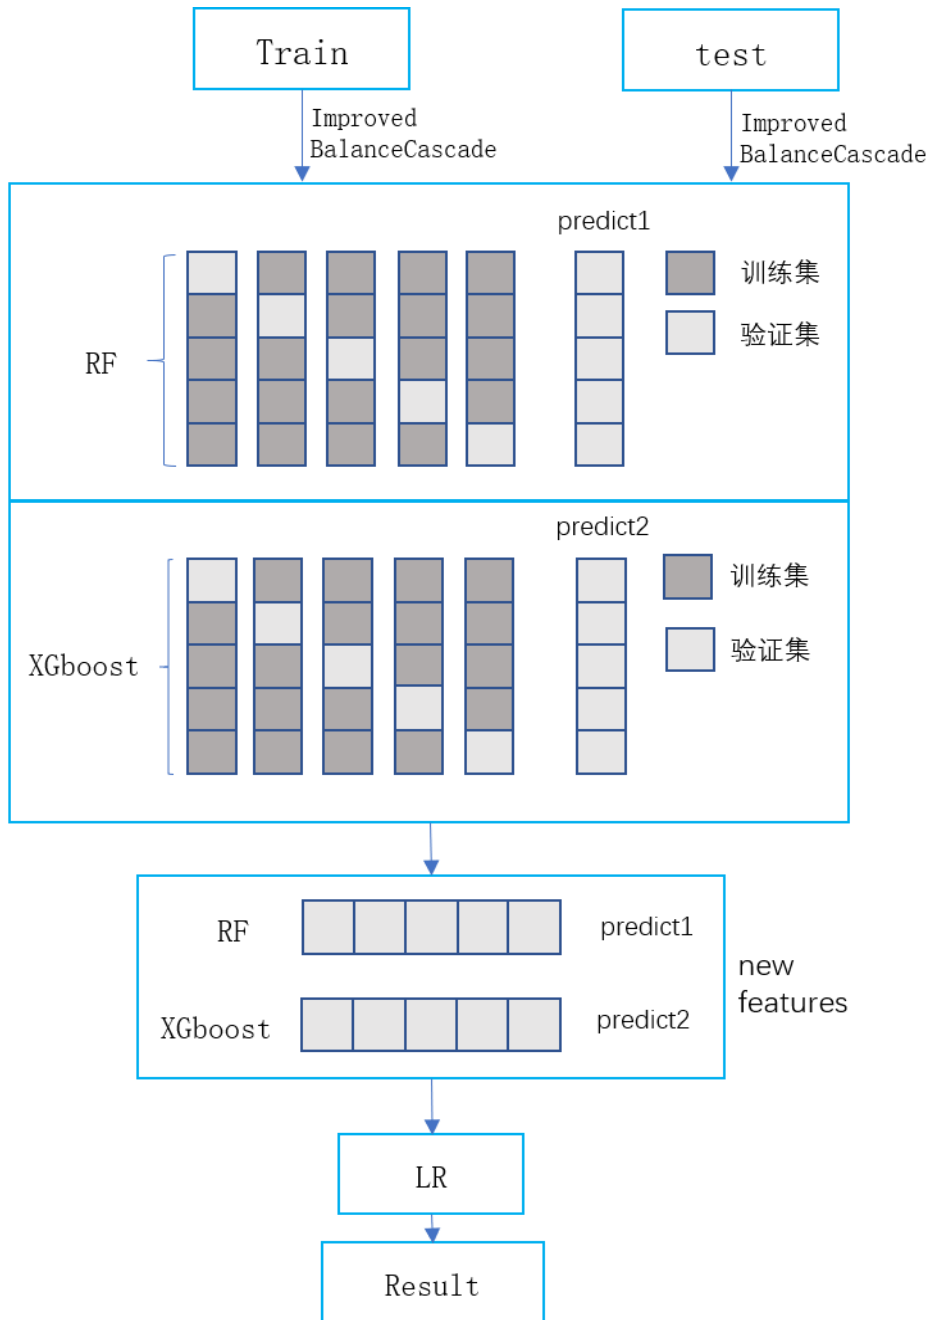 Train
test
Improved
BalanceCascade
Improved
BalanceCascade
predict1
训练集
验证集
RF
predict2
训练集
验证集
XGboost
RF
predict1
new
features
XGboost
predict2
LR
Result